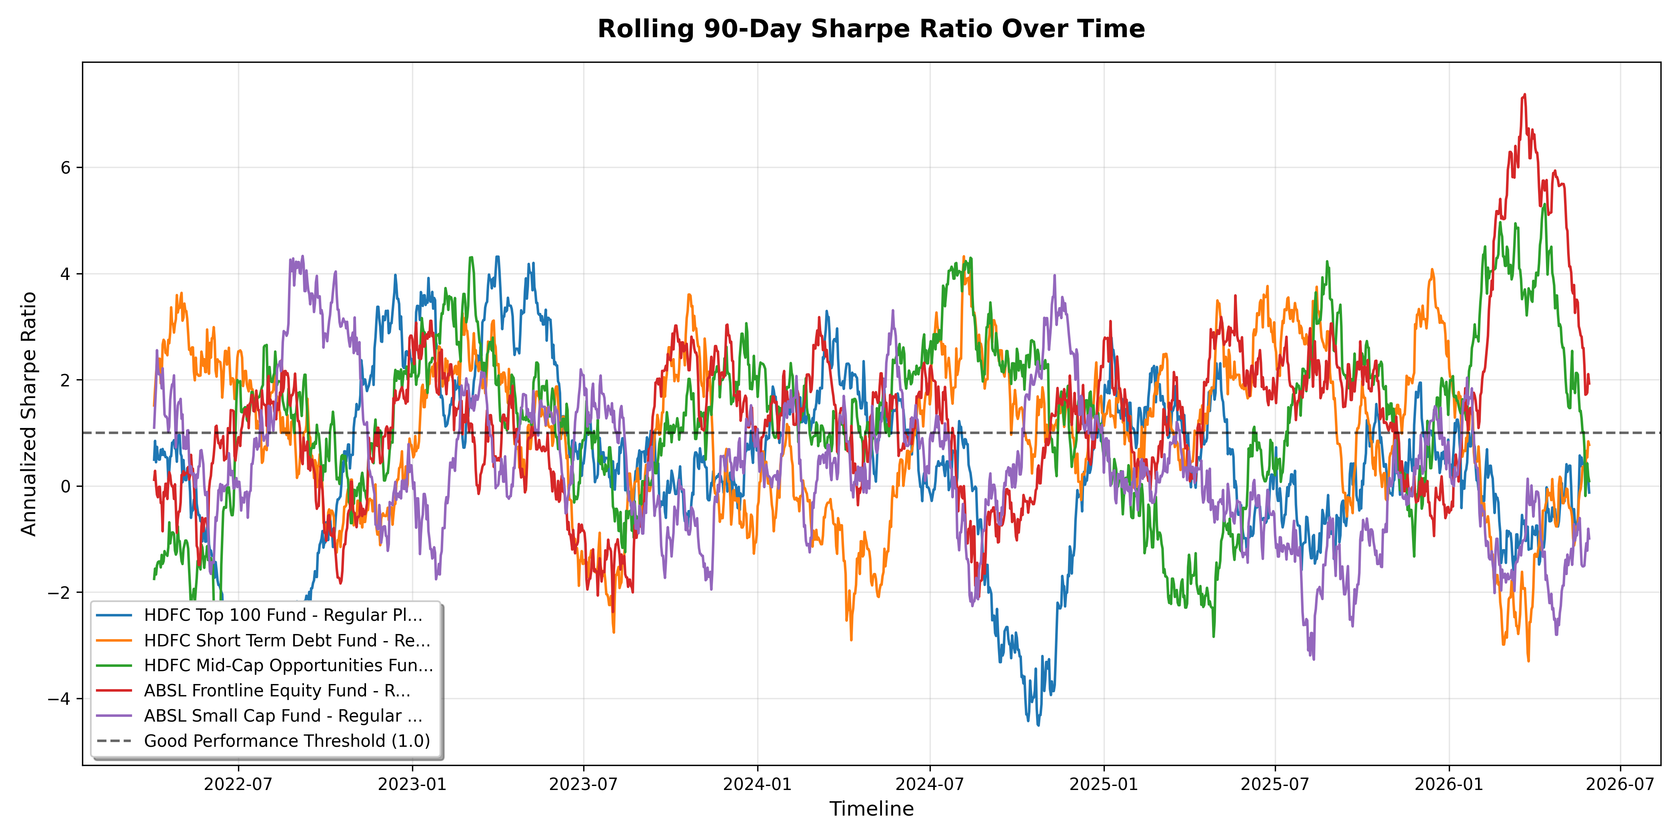 Rolling 90-Day Sharpe Ratio Over Time
Annualized Sharpe Ratio
6
4
2
0
−2
−4
HDFC Top 100 Fund - Regular Pl...
HDFC Short Term Debt Fund - Re...
HDFC Mid-Cap Opportunities Fun...
ABSL Frontline Equity Fund - R...
ABSL Small Cap Fund - Regular ...
Good Performance Threshold (1.0)
2022-07 2023-01 2023-07 2024-01 2024-07 2025-01 2025-07 2026-01 2026-07
Timeline